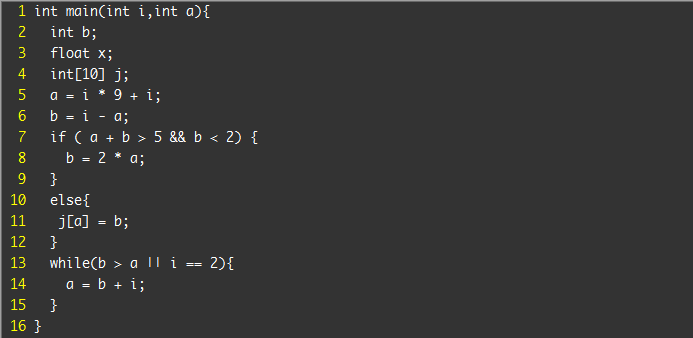 1 int main(int i,int a){
2   int b;
3   float x;
4   int[10] j;
5   a = i * 9 + i;
6   b = i - a;
7   if ( a + b > 5 && b < 2) {
8     b = 2 * a;
9   }
10   else{
11    j[a] = b;
12   }
13   while(b > a || i == 2){
14     a = b + i;
15   }
16 }